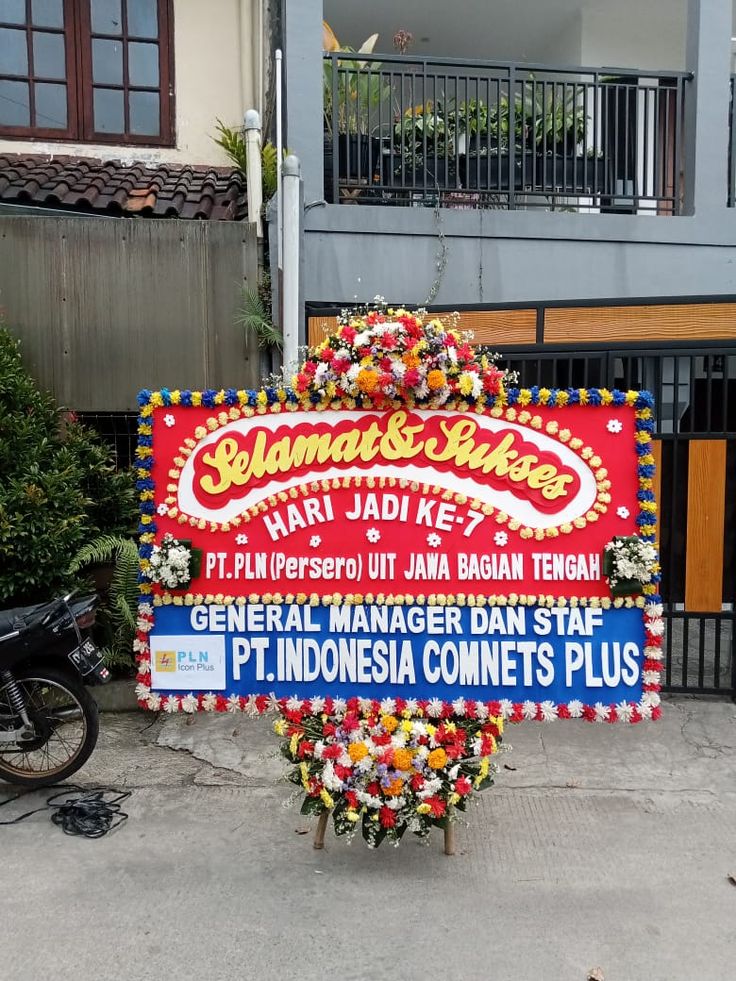 Selamat & Sukses
HARI JADI KE-7
PT.PLN (Persero) UIT JAWA BAGIAN TENGAH
GENERAL MANAGER DAN STAF
PLN
Icon Plus
PT.INDONESIA COMNETS PLUS